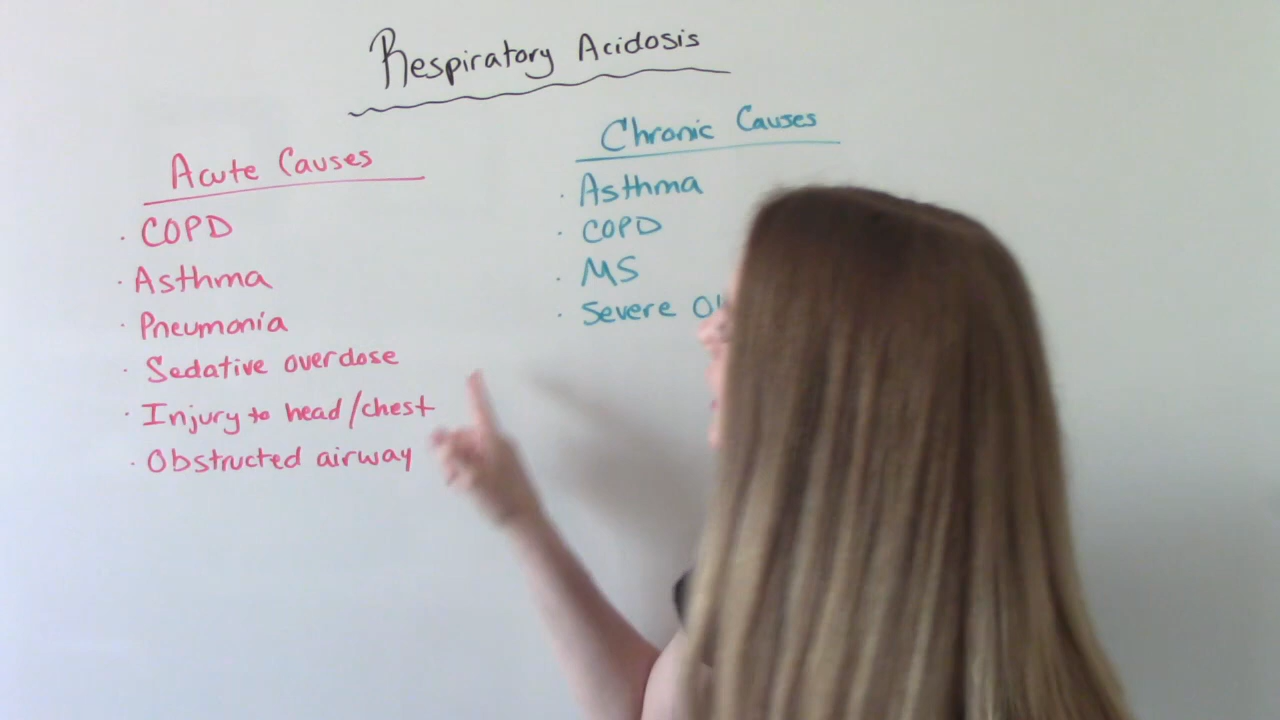 Respiratory Acidosis
Acute Causes
· COPD
· Asthma
· Pneumonia
· Sedative overdose
· Injury to head/chest
· Obstructed airway
Chronic Causes
· Asthma
· COPD
· MS
· Severe